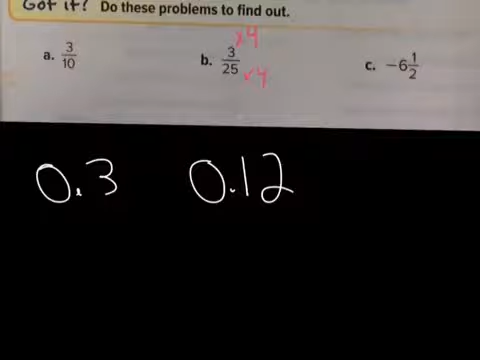 Got it? Do these problems to find out.
×4
a. 3/10 b. 3/25 c. -6 1/2
×4
0.3 0.12